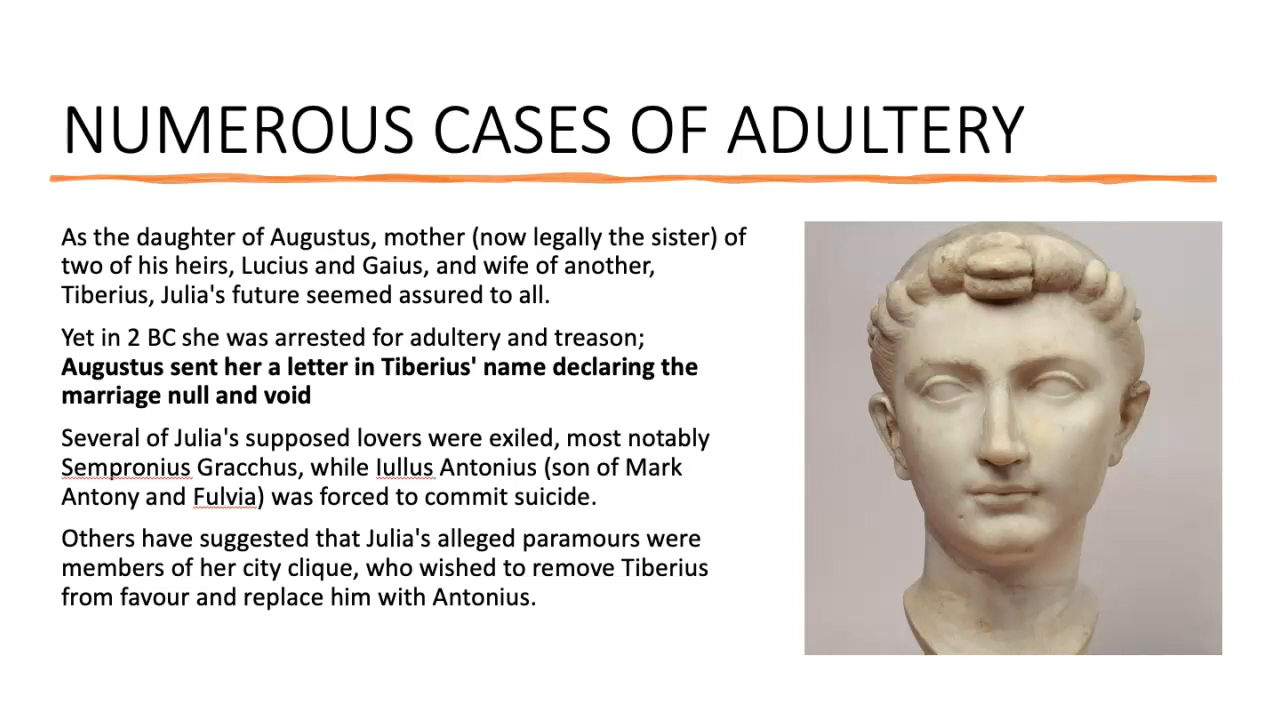 NUMEROUS CASES OF ADULTERY
As the daughter of Augustus, mother (now legally the sister) of
two of his heirs, Lucius and Gaius, and wife of another,
Tiberius, Julia's future seemed assured to all.
Yet in 2 BC she was arrested for adultery and treason;
Augustus sent her a letter in Tiberius' name declaring the
marriage null and void
Several of Julia's supposed lovers were exiled, most notably
Sempronius Gracchus, while Iullus Antonius (son of Mark
Antony and Fulvia) was forced to commit suicide.
Others have suggested that Julia's alleged paramours were
members of her city clique, who wished to remove Tiberius
from favour and replace him with Antonius.